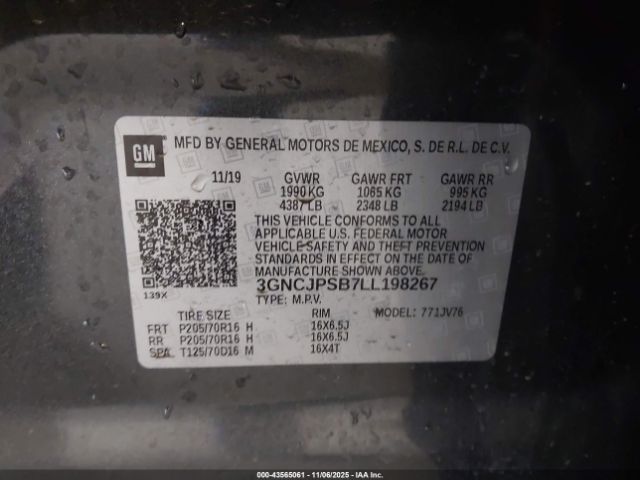 GM
MFD BY GENERAL MOTORS DE MEXICO, S. DE R.L. DE C.V.
11/19 GVWR GAWR FRT GAWR RR
1990 KG 1065 KG 995 KG
4387 LB 2348 LB 2194 LB
THIS VEHICLE CONFORMS TO ALL
APPLICABLE U.S. FEDERAL MOTOR
VEHICLE SAFETY AND THEFT PREVENTION
STANDARDS IN EFFECT ON THE DATE OF
MANUFACTURE SHOWN ABOVE.
3GNCJPSB7LL198267
139X
TYPE: M.P.V.
TIRE SIZE RIM MODEL: 771JV76
FRT P205/70R16 H 16X6.5J
RR P205/70R16 H 16X6.5J
SPA T125/70D16 M 16X4T
000-43565061 - 11/06/2025 - IAAI.COM